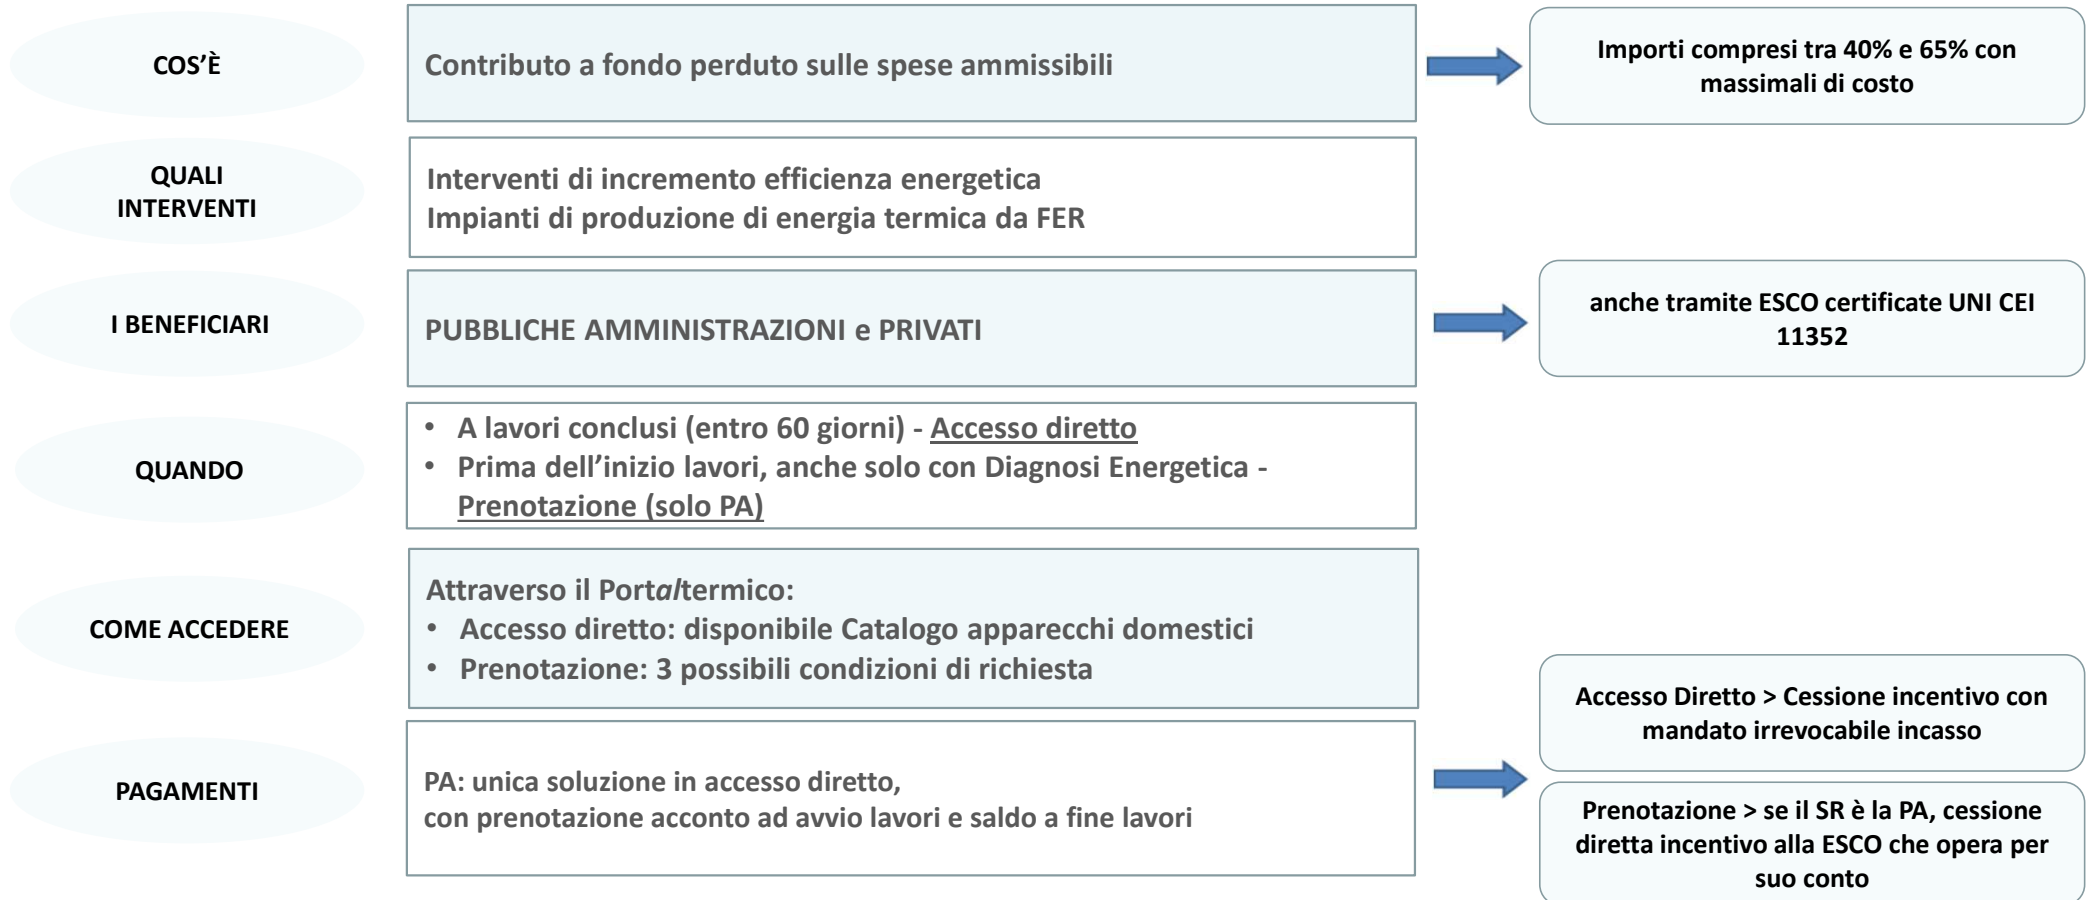 COS'È
Contributo a fondo perduto sulle spese ammissibili
Importi compresi tra 40% e 65% con
massimali di costo
QUALI
INTERVENTI
Interventi di incremento efficienza energetica
Impianti di produzione di energia termica da FER
I BENEFICIARI
PUBBLICHE AMMINISTRAZIONI e PRIVATI
anche tramite ESCO certificate UNI CEI
11352
QUANDO
• A lavori conclusi (entro 60 giorni) - Accesso diretto
• Prima dell'inizio lavori, anche solo con Diagnosi Energetica -
Prenotazione (solo PA)
COME ACCEDERE
Attraverso il Portaltermico:
• Accesso diretto: disponibile Catalogo apparecchi domestici
• Prenotazione: 3 possibili condizioni di richiesta
PAGAMENTI
PA: unica soluzione in accesso diretto,
con prenotazione acconto ad avvio lavori e saldo a fine lavori
Accesso Diretto > Cessione incentivo con
mandato irrevocabile incasso
Prenotazione > se il SR è la PA, cessione
diretta incentivo alla ESCO che opera per
suo conto